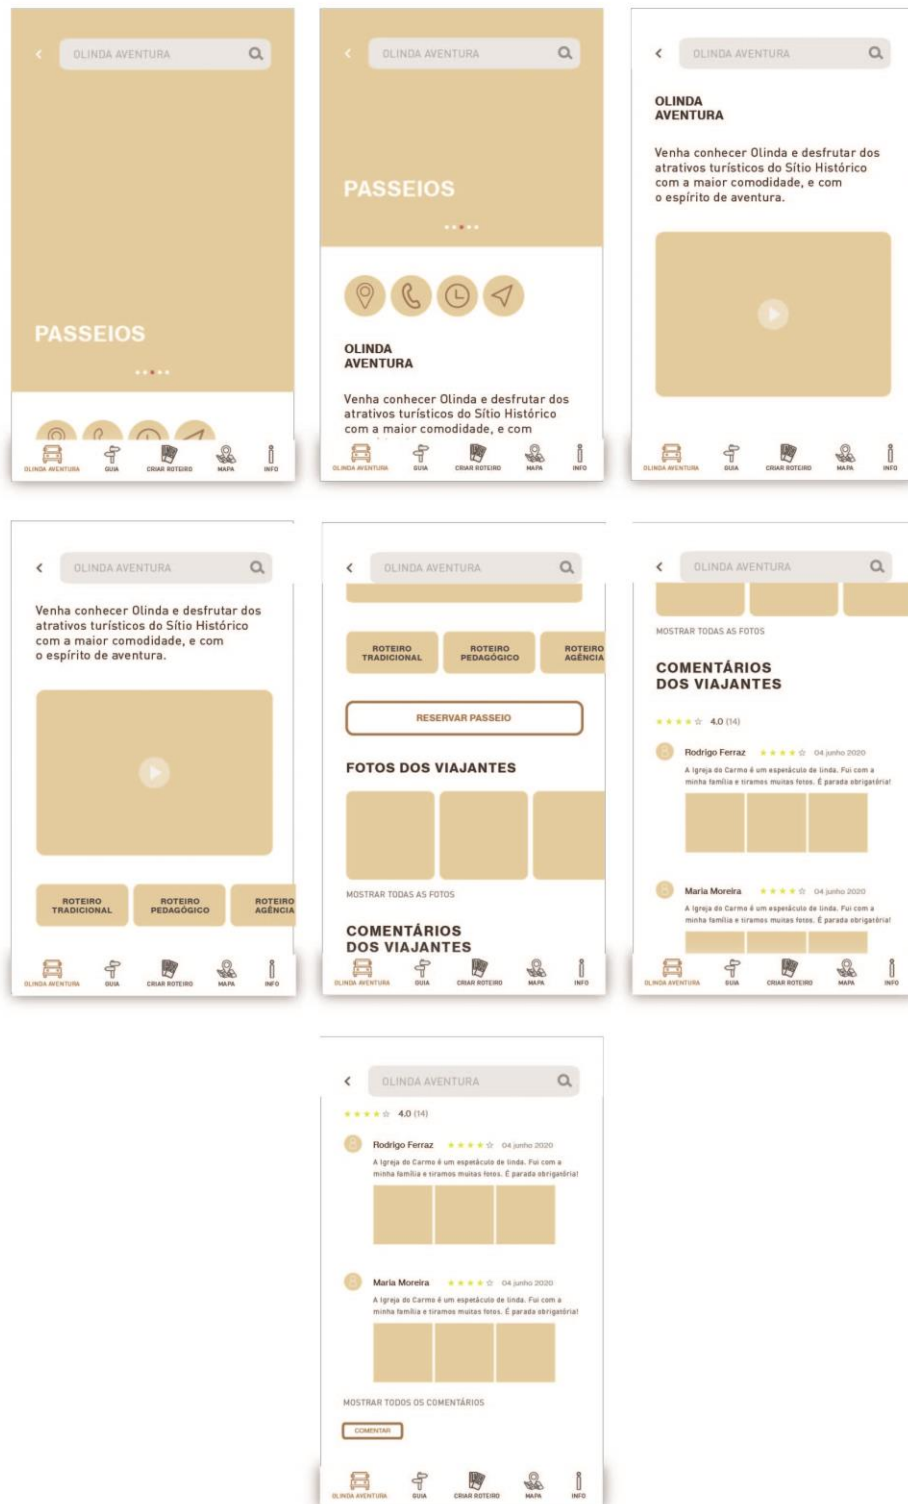 OLINDA AVENTURA
PASSEIOS
OLINDA AVENTURA
GUIA
CRIAR ROTEIRO
MAPA
INFO
OLINDA AVENTURA
PASSEIOS
OLINDA
AVENTURA
Venha conhecer Olinda e desfrutar dos
atrativos turísticos do Sítio Histórico
com a maior comodidade, e com
OLINDA AVENTURA
GUIA
CRIAR ROTEIRO
MAPA
INFO
OLINDA AVENTURA
OLINDA
AVENTURA
Venha conhecer Olinda e desfrutar dos
atrativos turísticos do Sítio Histórico
com a maior comodidade, e com
o espírito de aventura.
OLINDA AVENTURA
GUIA
CRIAR ROTEIRO
MAPA
INFO
OLINDA AVENTURA
Venha conhecer Olinda e desfrutar dos
atrativos turísticos do Sítio Histórico
com a maior comodidade, e com
o espírito de aventura.
ROTEIRO
TRADICIONAL
ROTEIRO
PEDAGÓGICO
ROTEIRO
AGÊNCIA
OLINDA AVENTURA
GUIA
CRIAR ROTEIRO
MAPA
INFO
OLINDA AVENTURA
ROTEIRO
TRADICIONAL
ROTEIRO
PEDAGÓGICO
ROTEIRO
AGÊNCIA
RESERVAR PASSEIO
FOTOS DOS VIAJANTES
MOSTRAR TODAS AS FOTOS
COMENTÁRIOS
DOS VIAJANTES
OLINDA AVENTURA
GUIA
CRIAR ROTEIRO
MAPA
INFO
OLINDA AVENTURA
MOSTRAR TODAS AS FOTOS
COMENTÁRIOS
DOS VIAJANTES
4.0 (14)
Rodrigo Ferraz 04 junho 2020
A Igreja do Carmo é um espetáculo de linda. Fui com a
minha família e tiramos muitas fotos. É parada obrigatória!
Maria Moreira 04 junho 2020
A Igreja do Carmo é um espetáculo de linda. Fui com a
minha família e tiramos muitas fotos. É parada obrigatória!
OLINDA AVENTURA
GUIA
CRIAR ROTEIRO
MAPA
INFO
OLINDA AVENTURA
4.0 (14)
Rodrigo Ferraz 04 junho 2020
A Igreja do Carmo é um espetáculo de linda. Fui com a
minha família e tiramos muitas fotos. É parada obrigatória!
Maria Moreira 04 junho 2020
A Igreja do Carmo é um espetáculo de linda. Fui com a
minha família e tiramos muitas fotos. É parada obrigatória!
MOSTRAR TODOS OS COMENTÁRIOS
COMENTAR
OLINDA AVENTURA
GUIA
CRIAR ROTEIRO
MAPA
INFO